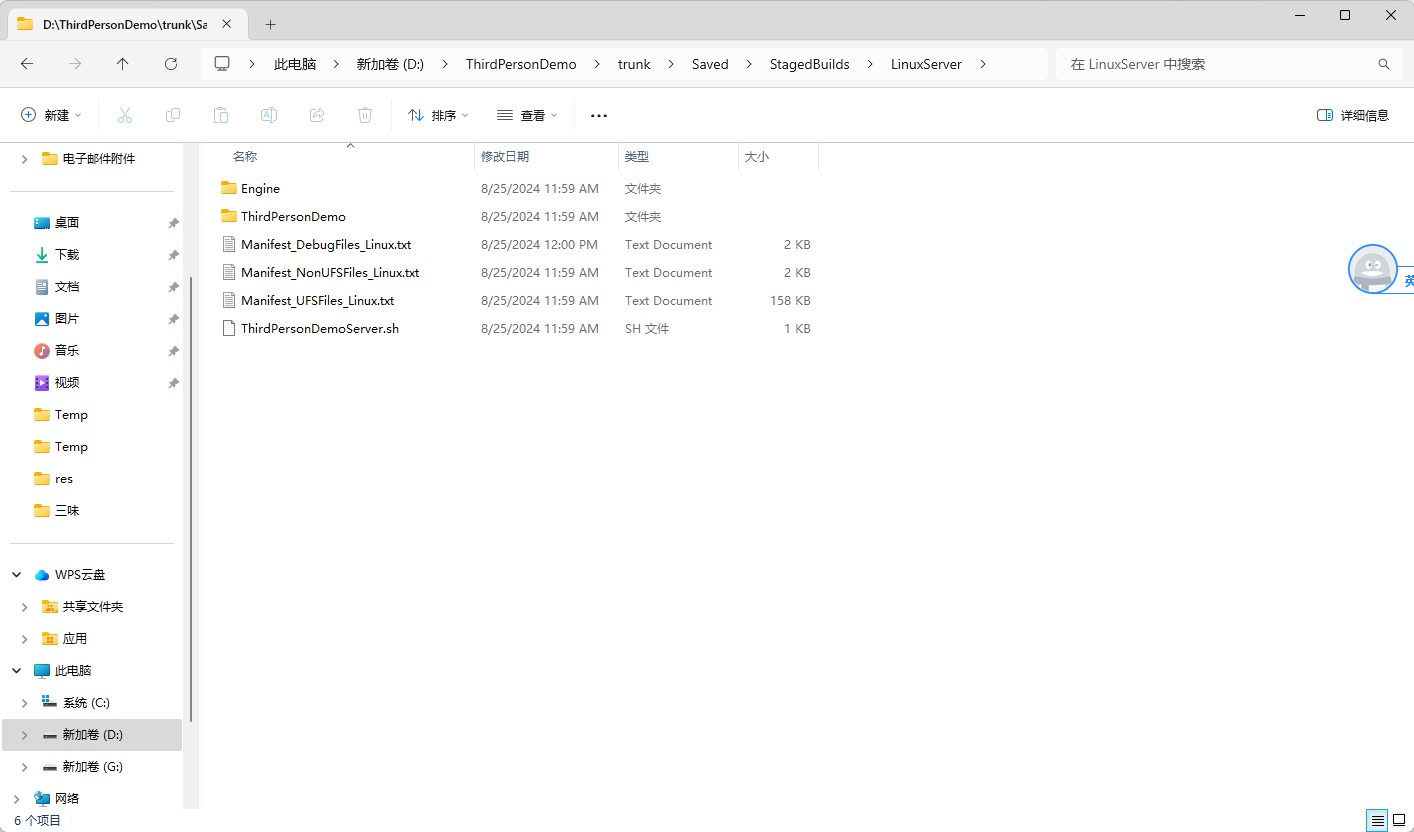 D:\ThirdPersonDemo\trunk\Sa
此电脑 新加卷 (D:) ThirdPersonDemo trunk Saved StagedBuilds LinuxServer
在 LinuxServer 中搜索
新建 排序 查看 ... 详细信息
电子邮件附件
桌面
下载
文档
图片
音乐
视频
Temp
Temp
res
三味
WPS云盘
共享文件夹
应用
此电脑
系统 (C:)
新加卷 (D:)
新加卷 (G:)
网络
名称 修改日期 类型 大小
Engine 8/25/2024 11:59 AM 文件夹
ThirdPersonDemo 8/25/2024 11:59 AM 文件夹
Manifest_DebugFiles_Linux.txt 8/25/2024 12:00 PM Text Document 2 KB
Manifest_NonUFSFiles_Linux.txt 8/25/2024 11:59 AM Text Document 2 KB
Manifest_UFSFiles_Linux.txt 8/25/2024 11:59 AM Text Document 158 KB
ThirdPersonDemoServer.sh 8/25/2024 11:59 AM SH 文件 1 KB
英
6 个项目